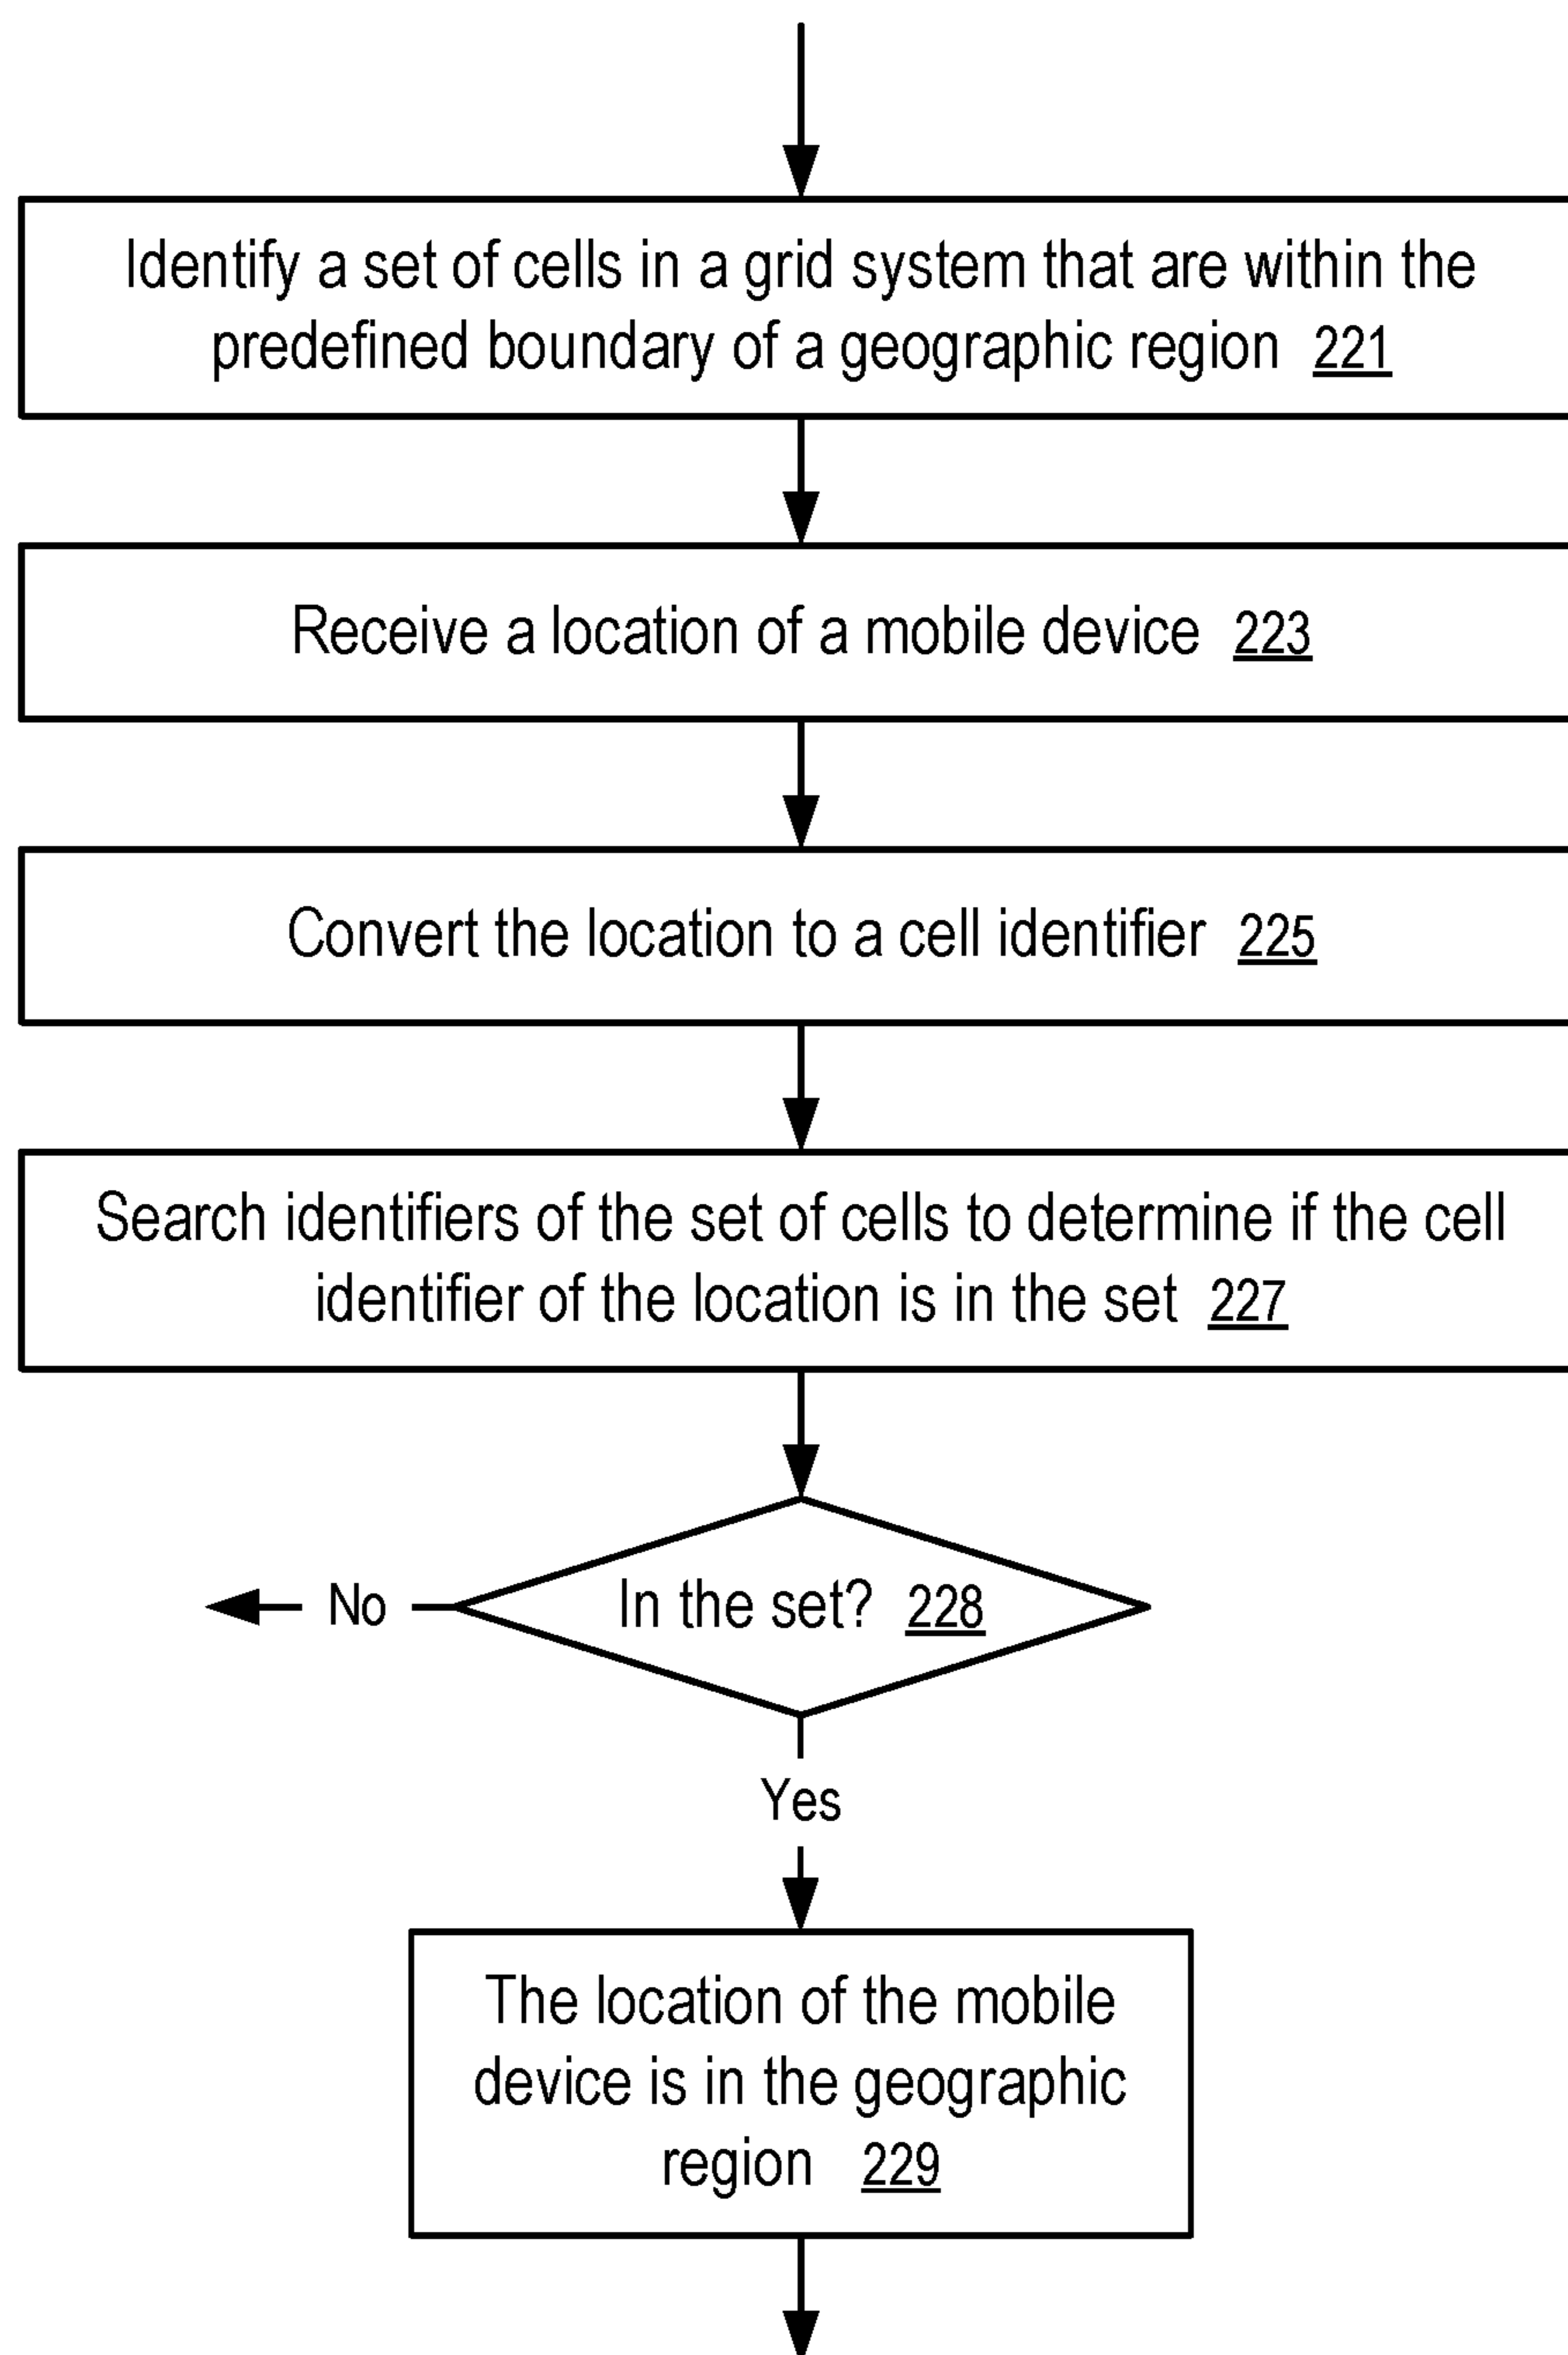 Identify a set of cells in a grid system that are within the
predefined boundary of a geographic region 221
Receive a location of a mobile device 223
Convert the location to a cell identifier 225
Search identifiers of the set of cells to determine if the cell
identifier of the location is in the set 227
No
In the set? 228
Yes
The location of the mobile
device is in the geographic
region 229